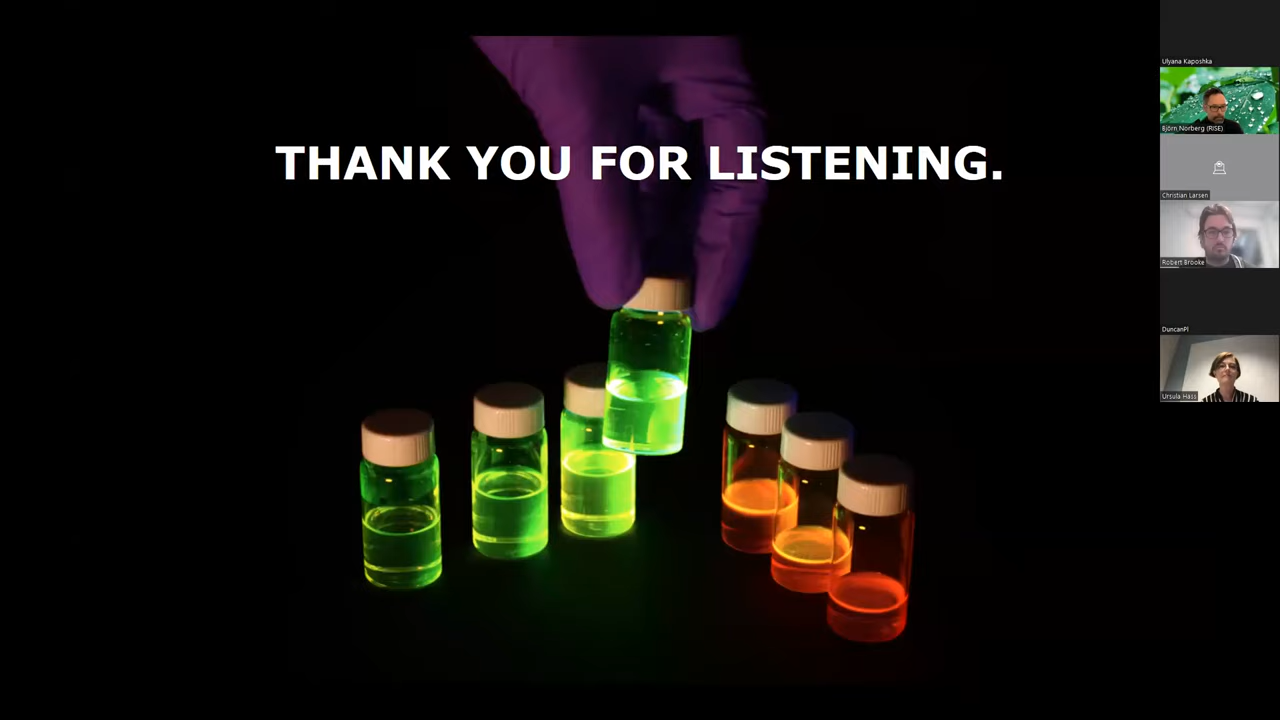 THANK YOU FOR LISTENING.
Ulyana Kaposhka
Björn Norberg (RISE)
Christian Larsen
Robert Brooke
DuncanPl
Ursula Hass